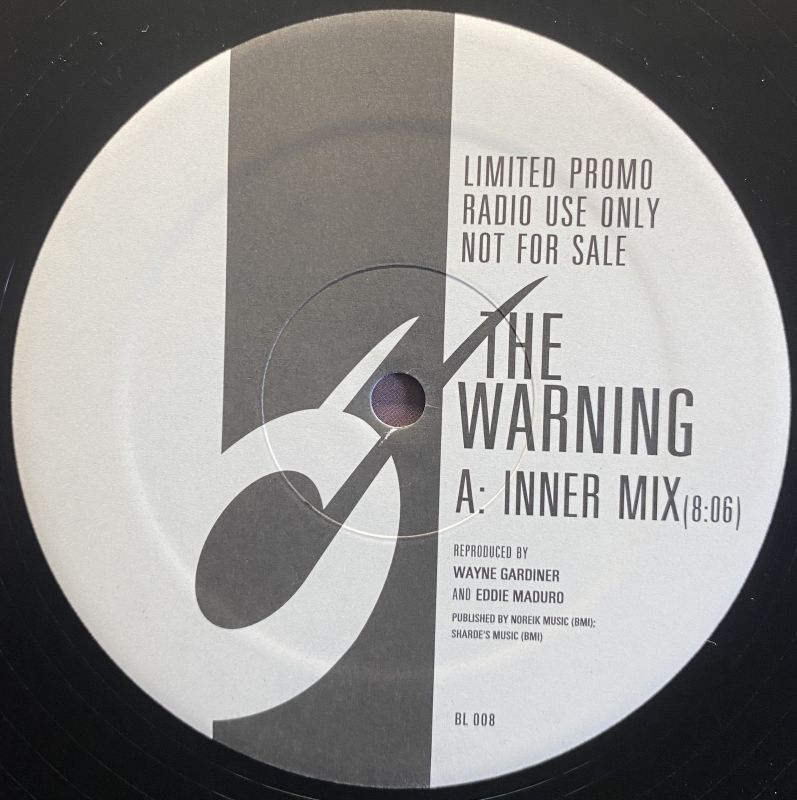 LIMITED PROMO
RADIO USE ONLY
NOT FOR SALE
THE
WARNING
A: INNER MIX (8:06)
REPRODUCED BY
WAYNE GARDINER
AND EDDIE MADURO
PUBLISHED BY NOREIK MUSIC (BMI);
SHARDE'S MUSIC (BMI)
BL 008